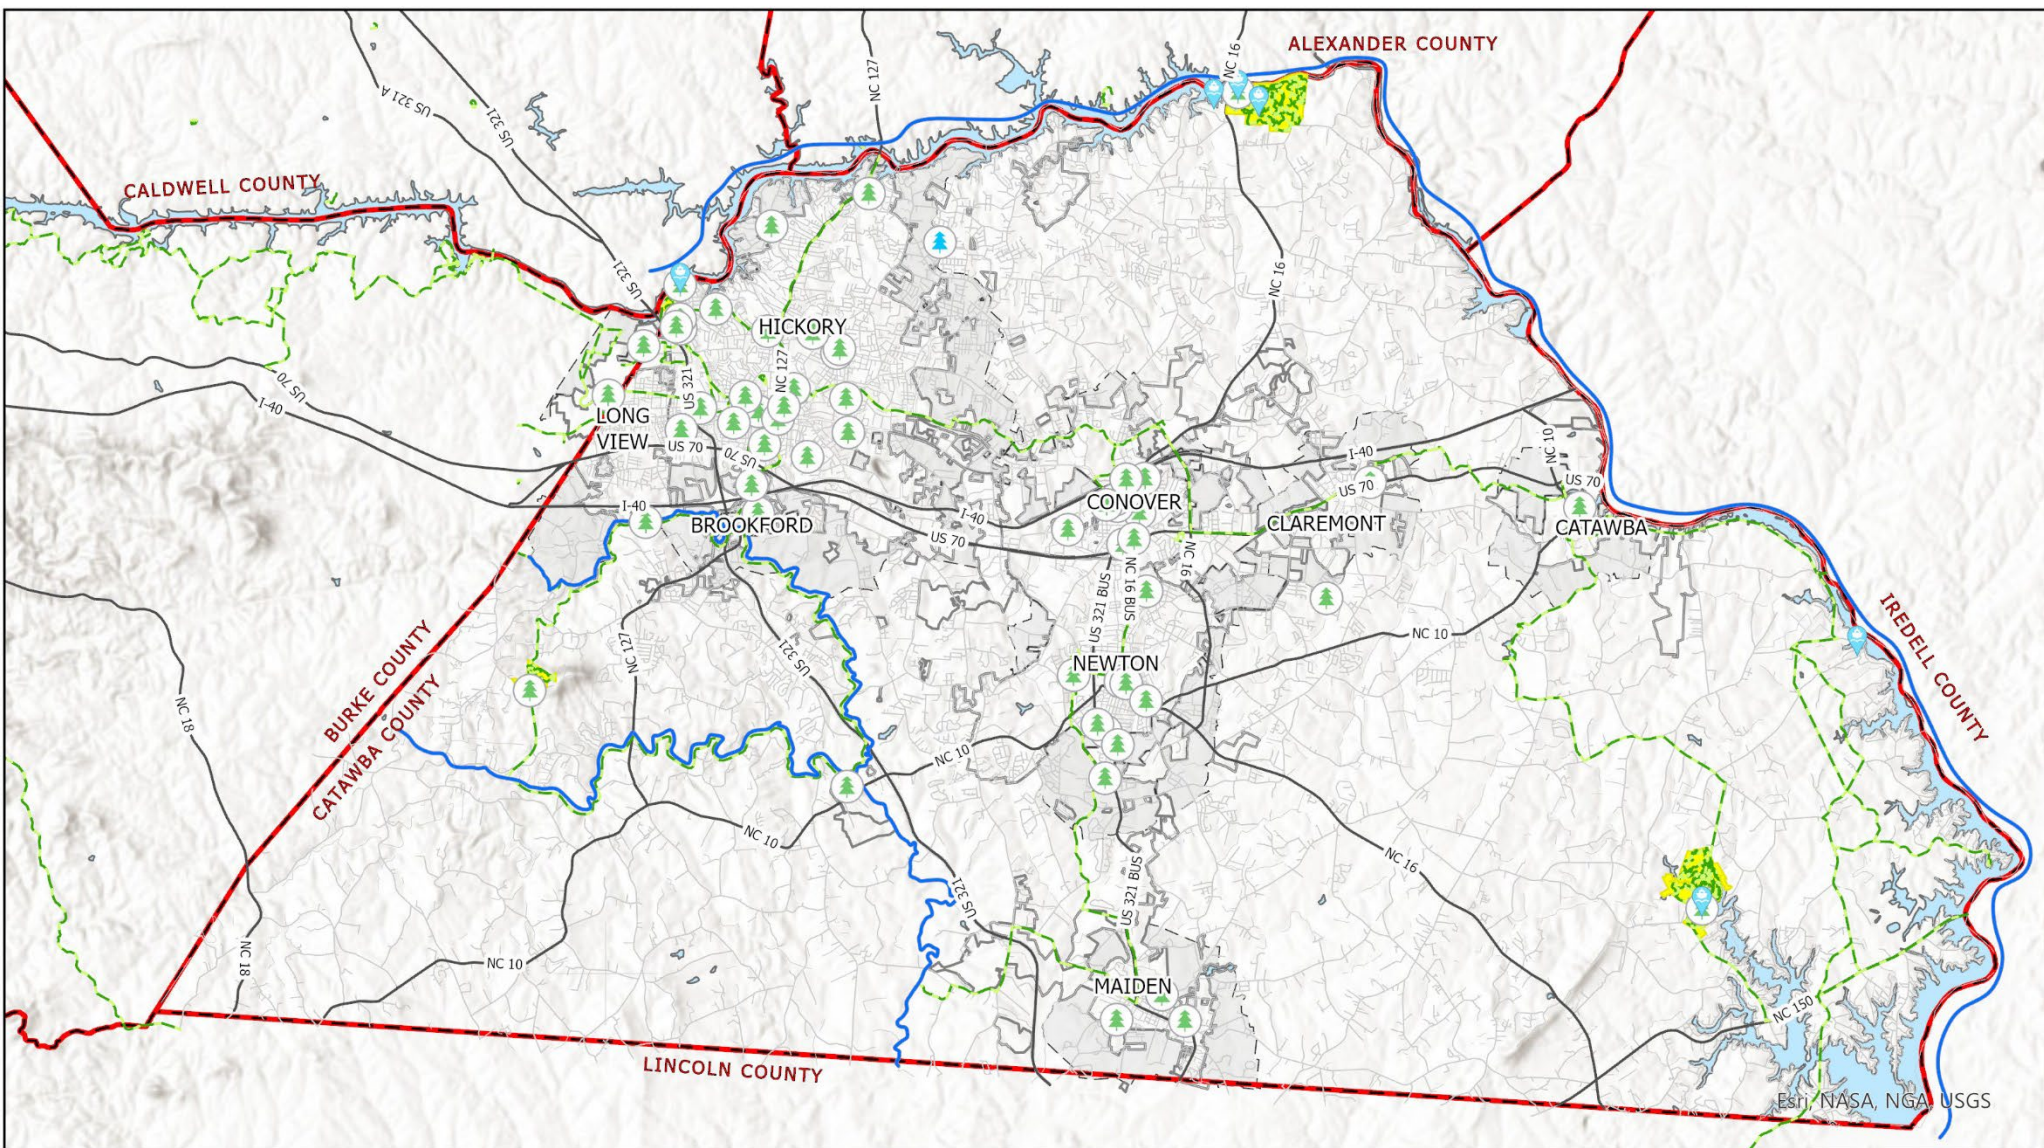 ALEXANDER COUNTY
NC 16
NC 127
US 321 A
US 321
CALDWELL COUNTY
US 321
NC 16
HICKORY
NC 127
US 321
US 70
I-40
LONG
VIEW
US 70
US 70
I-40
NC 10
US 70
I-40
US 70
CONOVER
I-40
US 70
BROOKFORD
CLAREMONT
CATAWBA
NC 16
NC 16 BUS
US 321 BUS
NC 10
IREDELL COUNTY
BURKE COUNTY
CATAWBA COUNTY
NC 127
US 321
NEWTON
NC 18
NC 10
NC 10
NC 16
US 321 BUS
US 321
NC 18
NC 10
MAIDEN
NC 150
LINCOLN COUNTY
Esri, NASA, NGA, USGS